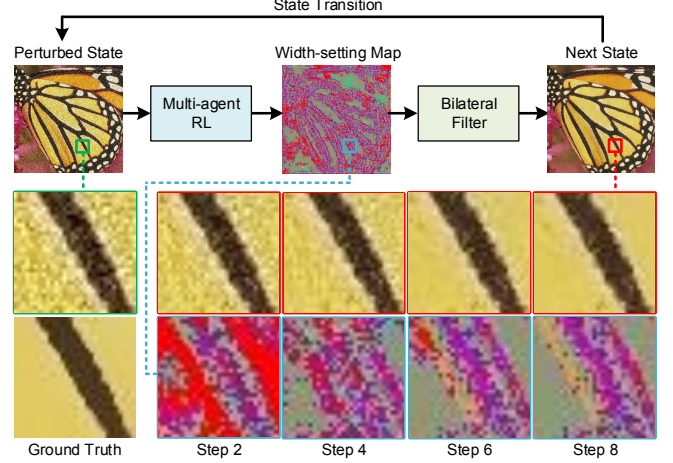 State Transition
Perturbed State
Width-setting Map
Next State
Multi-agent
RL
Bilateral
Filter
Ground Truth
Step 2
Step 4
Step 6
Step 8